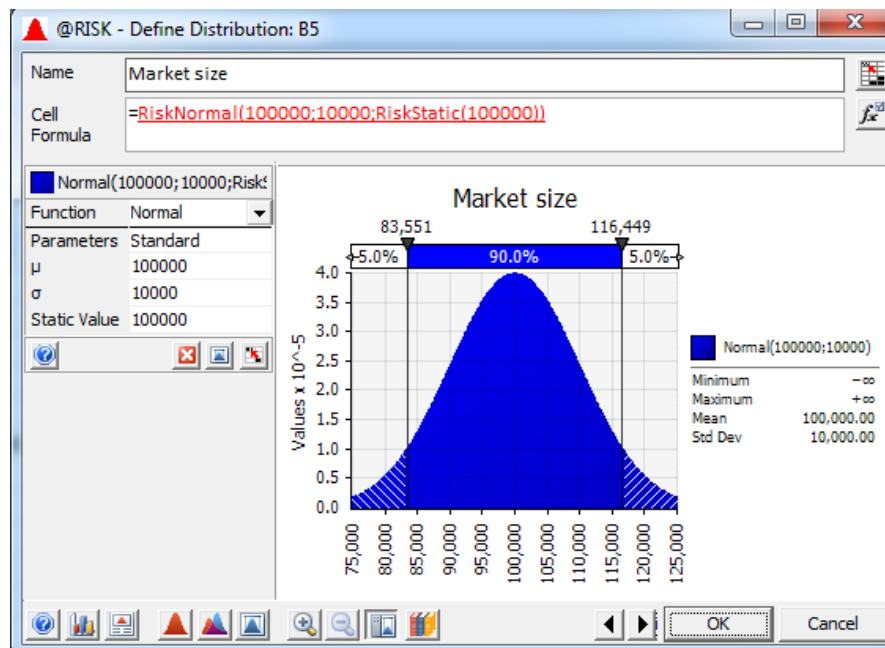 @RISK - Define Distribution: B5
Name
Market size
Cell Formula
=RiskNormal(100000;10000;RiskStatic(100000))
fx
Normal(100000;10000;RiskS
Function Normal
Parameters Standard
μ 100000
σ 10000
Static Value 100000
Market size
83,551 116,449
5.0% 90.0% 5.0%
Values x 10^-5
4.0
3.5
3.0
2.5
2.0
1.5
1.0
0.5
0.0
75,000 80,000 85,000 90,000 95,000 100,000 105,000 110,000 115,000 120,000 125,000
Normal(100000;10000)
Minimum -∞
Maximum +∞
Mean 100,000.00
Std Dev 10,000.00
OK Cancel